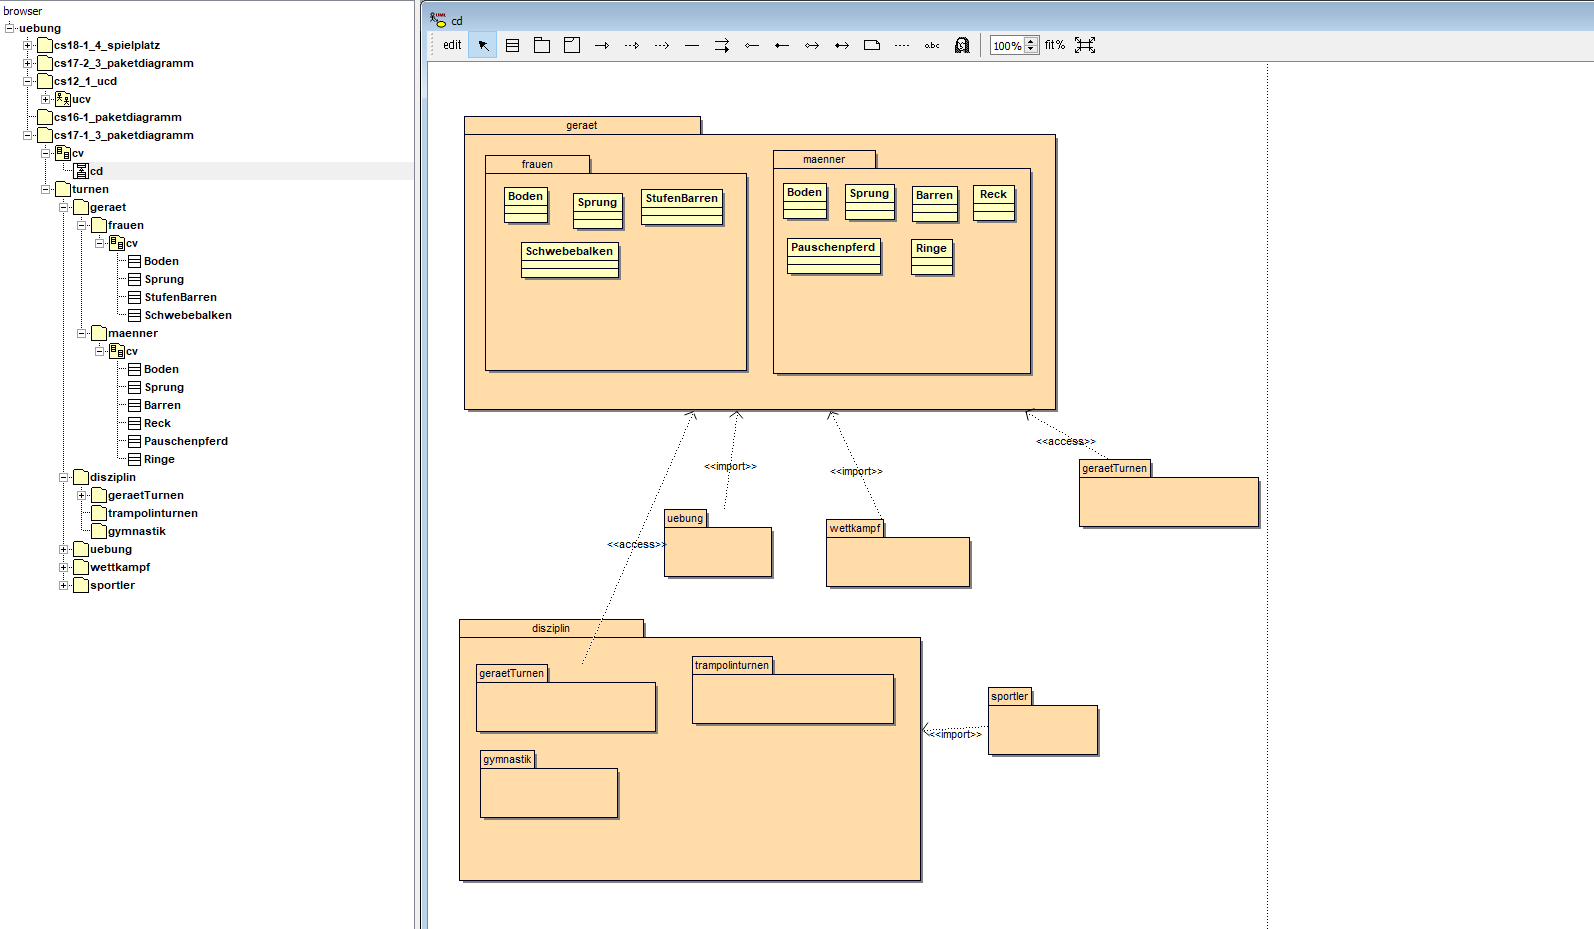 browser
uebung
cs18-1_4_spielplatz
cs17-2_3_paketdiagramm
cs12_1_ucd
ucv
cs16-1_paketdiagramm
cs17-1_3_paketdiagramm
cv
cd
turnen
geraet
frauen
cv
Boden
Sprung
StufenBarren
Schwebebalken
maenner
cv
Boden
Sprung
Barren
Reck
Pauschenpferd
Ringe
disziplin
geraetTurnen
trampolinturnen
gymnastik
uebung
wettkampf
sportler
cd
edit
abc
100%
fit%
geraet
frauen
Boden
Sprung
StufenBarren
Schwebebalken
maenner
Boden
Sprung
Barren
Reck
Pauschenpferd
Ringe
<<access>>
<<import>>
<<import>>
geraetTurnen
uebung
wettkampf
<<access>>
disziplin
geraetTurnen
trampolinturnen
gymnastik
sportler
<<import>>